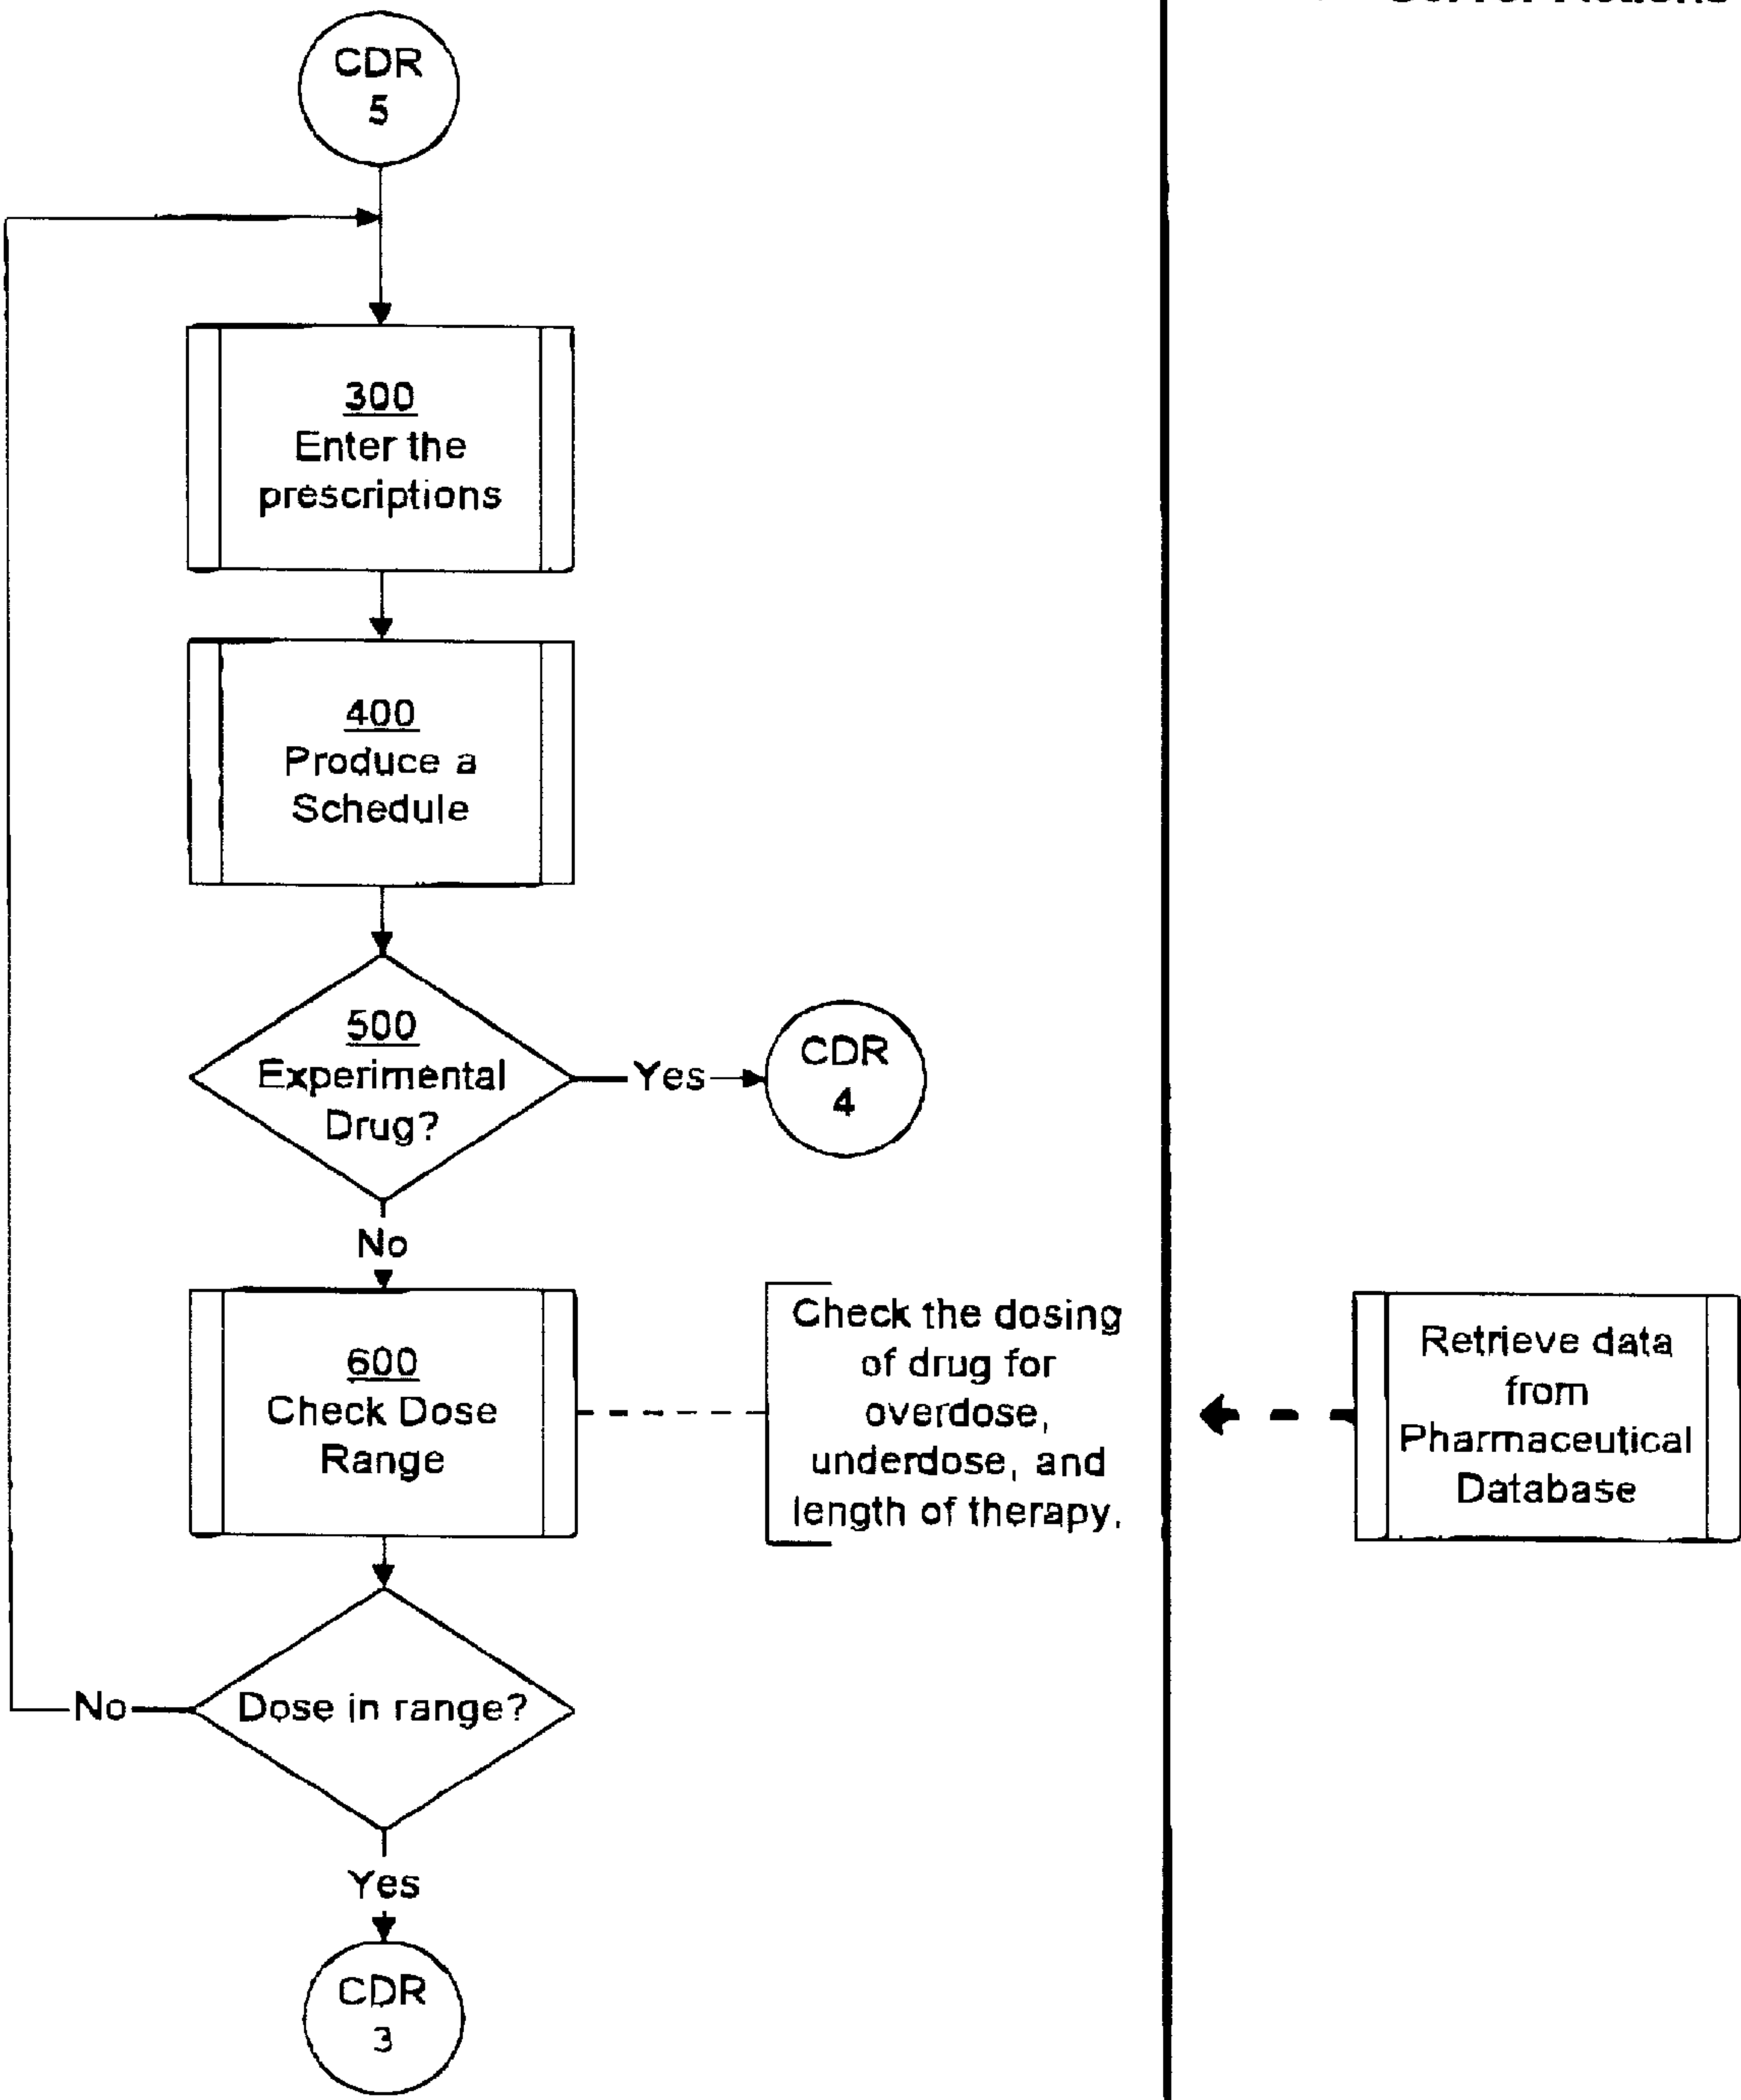 CDR
5
300
Enter the
prescriptions
400
Produce a
Schedule
500
Experimental
Drug?
Yes
CDR
4
No
600
Check Dose
Range
Check the dosing
of drug for
overdose,
underdose, and
length of therapy.
Retrieve data
from
Pharmaceutical
Database
No
Dose in range?
Yes
CDR
3